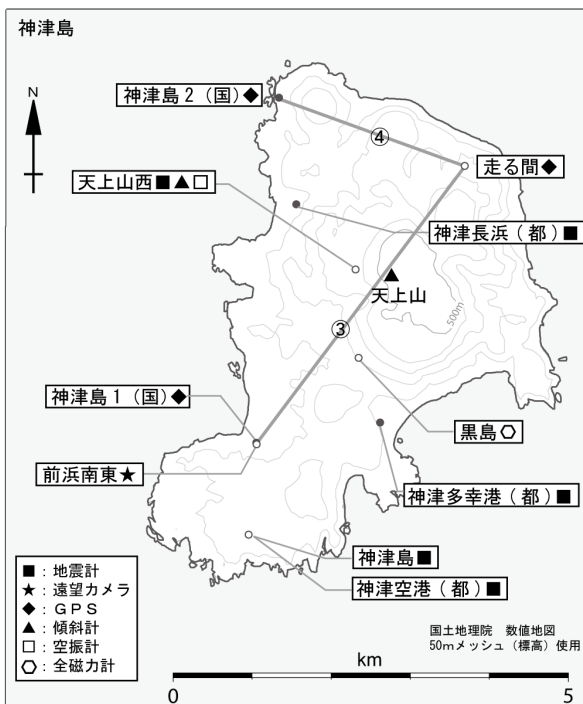 神津島
N
神津島2（国）◆
④
走る間◆
天上山西■▲□
神津長浜（都）■
天上山
500m
③
神津島1（国）◆
黒島⬡
前浜南東★
神津多幸港（都）■
神津島■
神津空港（都）■
■：地震計
★：遠望カメラ
◆：GPS
▲：傾斜計
□：空振計
⬡：全磁力計
国土地理院　数値地図
50mメッシュ（標高）使用
km
0 5